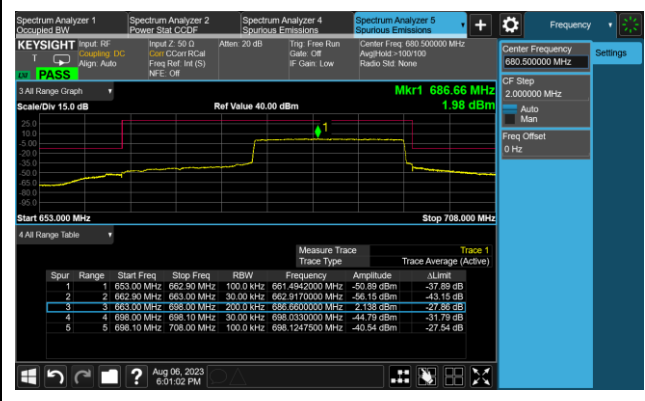 Spectrum Analyzer 1
Occupied BW
Spectrum Analyzer 2
Power Stat CCDF
Spectrum Analyzer 4
Spurious Emissions
Spectrum Analyzer 5
Spurious Emissions
+
Frequency
KEYSIGHT
Input: RF
Coupling: DC
Align: Auto
Input Z: 50 Ω
Corr CCorr RCal
Freq Ref: Int (S)
NFE: Off
Atten: 20 dB
Trig: Free Run
Gate: Off
IF Gain: Low
Center Freq: 680.500000 MHz
Avg|Hold >100/100
Radio Std: None
PASS
Center Frequency
680.500000 MHz
Settings
CF Step
2.000000 MHz
Auto
Man
Freq Offset
0 Hz
3 All Range Graph
Mkr1 686.66 MHz
Scale/Div 15.0 dB
Ref Value 40.00 dBm
1.98 dBm
1
25.0
10.0
-5.00
-20.0
-35.0
-50.0
-65.0
-80.0
-95.0
Start 653.000 MHz
Stop 708.000 MHz
4 All Range Table
Measure Trace Trace 1
Trace Type Trace Average (Active)
Spur Range Start Freq Stop Freq RBW Frequency Amplitude ΔLimit
1 1 653.00 MHz 662.90 MHz 100.0 kHz 661.4942000 MHz -50.89 dBm -37.89 dB
2 2 662.90 MHz 663.00 MHz 30.00 kHz 662.9170000 MHz -56.15 dBm -43.15 dB
3 3 663.00 MHz 698.00 MHz 200.0 kHz 686.6600000 MHz 2.138 dBm -27.86 dB
4 4 698.00 MHz 698.10 MHz 30.00 kHz 698.0330000 MHz -44.79 dBm -31.79 dB
5 5 698.10 MHz 708.00 MHz 100.0 kHz 698.1247500 MHz -40.54 dBm -27.54 dB
?
Aug 06, 2023
6:01:02 PM